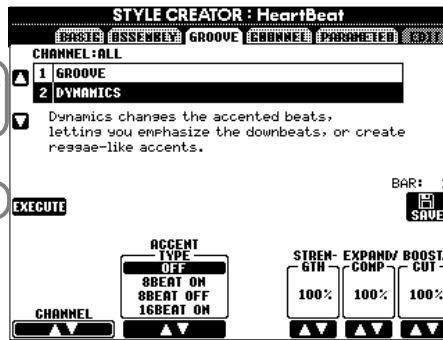 STYLE CREATOR : HeartBeat
BASIC ASSEMBLY GROOVE CHANNEL PARAMETER EDIT
CHANNEL:ALL
1 GROOVE
2 DYNAMICS
Dynamics changes the accented beats,
letting you emphasize the downbeats, or create
reggae-like accents.
BAR:
EXECUTE
SAVE
ACCENT
TYPE
OFF
8BEAT ON
8BEAT OFF
16BEAT ON
STREN- EXPAND/ BOOST/
GTH COMP CUT
100% 100% 100%
CHANNEL